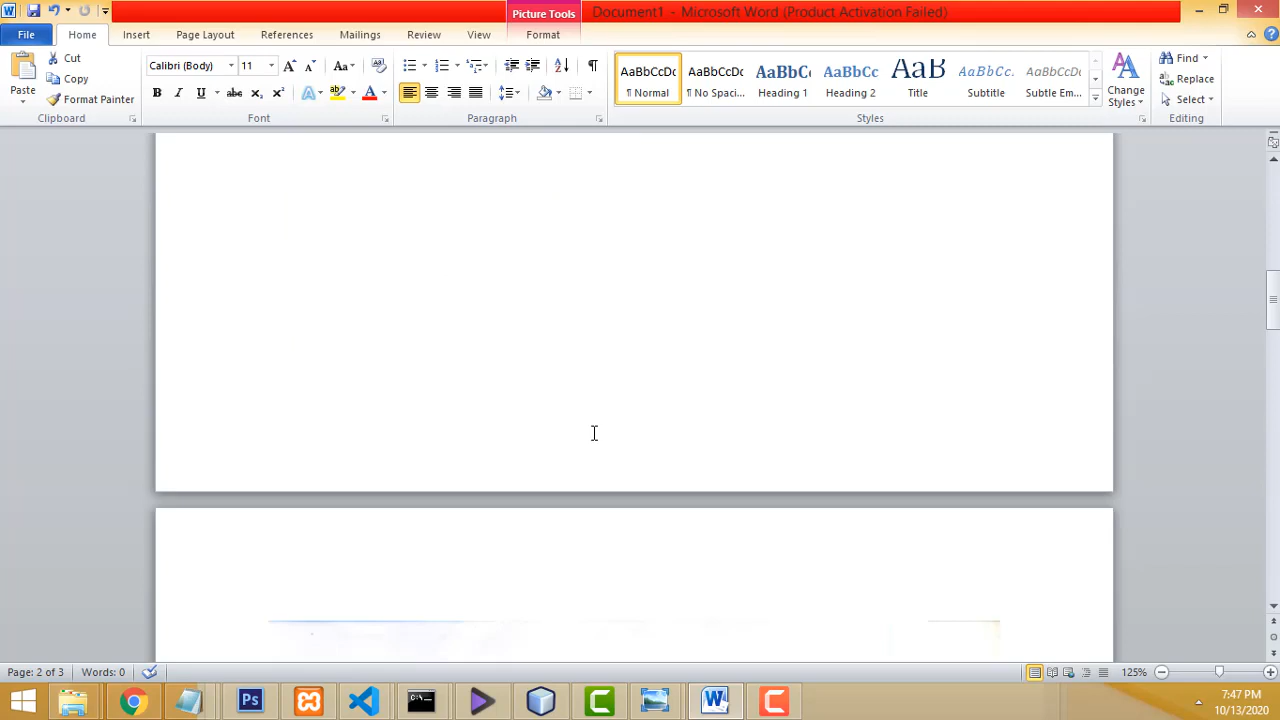 Picture Tools
Document1 - Microsoft Word (Product Activation Failed)
File Home Insert Page Layout References Mailings Review View Format
Paste
Cut
Copy
Format Painter
Clipboard
Calibri (Body) 11
Font
Paragraph
AaBbCcDc AaBbCcDc AaBbC AaBbCc AaB AaBbCc. AaBbCcDc
¶ Normal ¶ No Spaci... Heading 1 Heading 2 Title Subtitle Subtle Em...
Styles
Change
Styles
Find
Replace
Select
Editing
Page: 2 of 3 Words: 0
125%
7:47 PM
10/13/2020